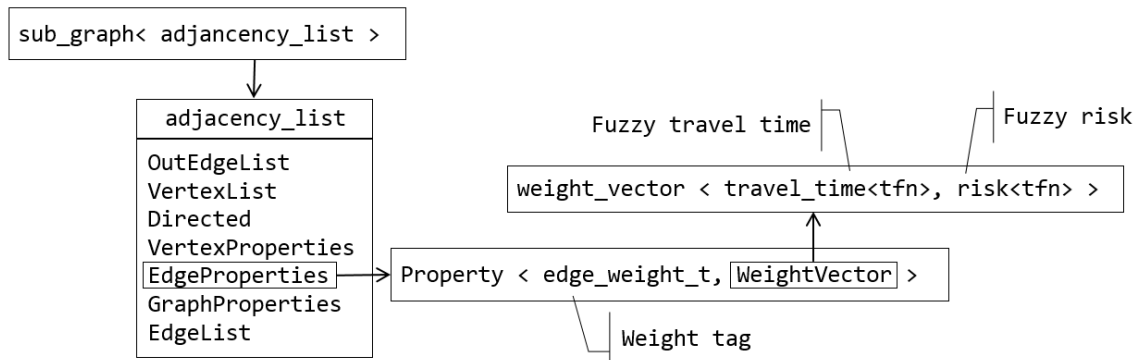 sub_graph< adjancency_list >
adjacency_list
OutEdgeList
VertexList
Directed
VertexProperties
EdgeProperties
GraphProperties
EdgeList
Fuzzy travel time
Fuzzy risk
weight_vector < travel_time<tfn>, risk<tfn> >
Property < edge_weight_t, WeightVector >
Weight tag